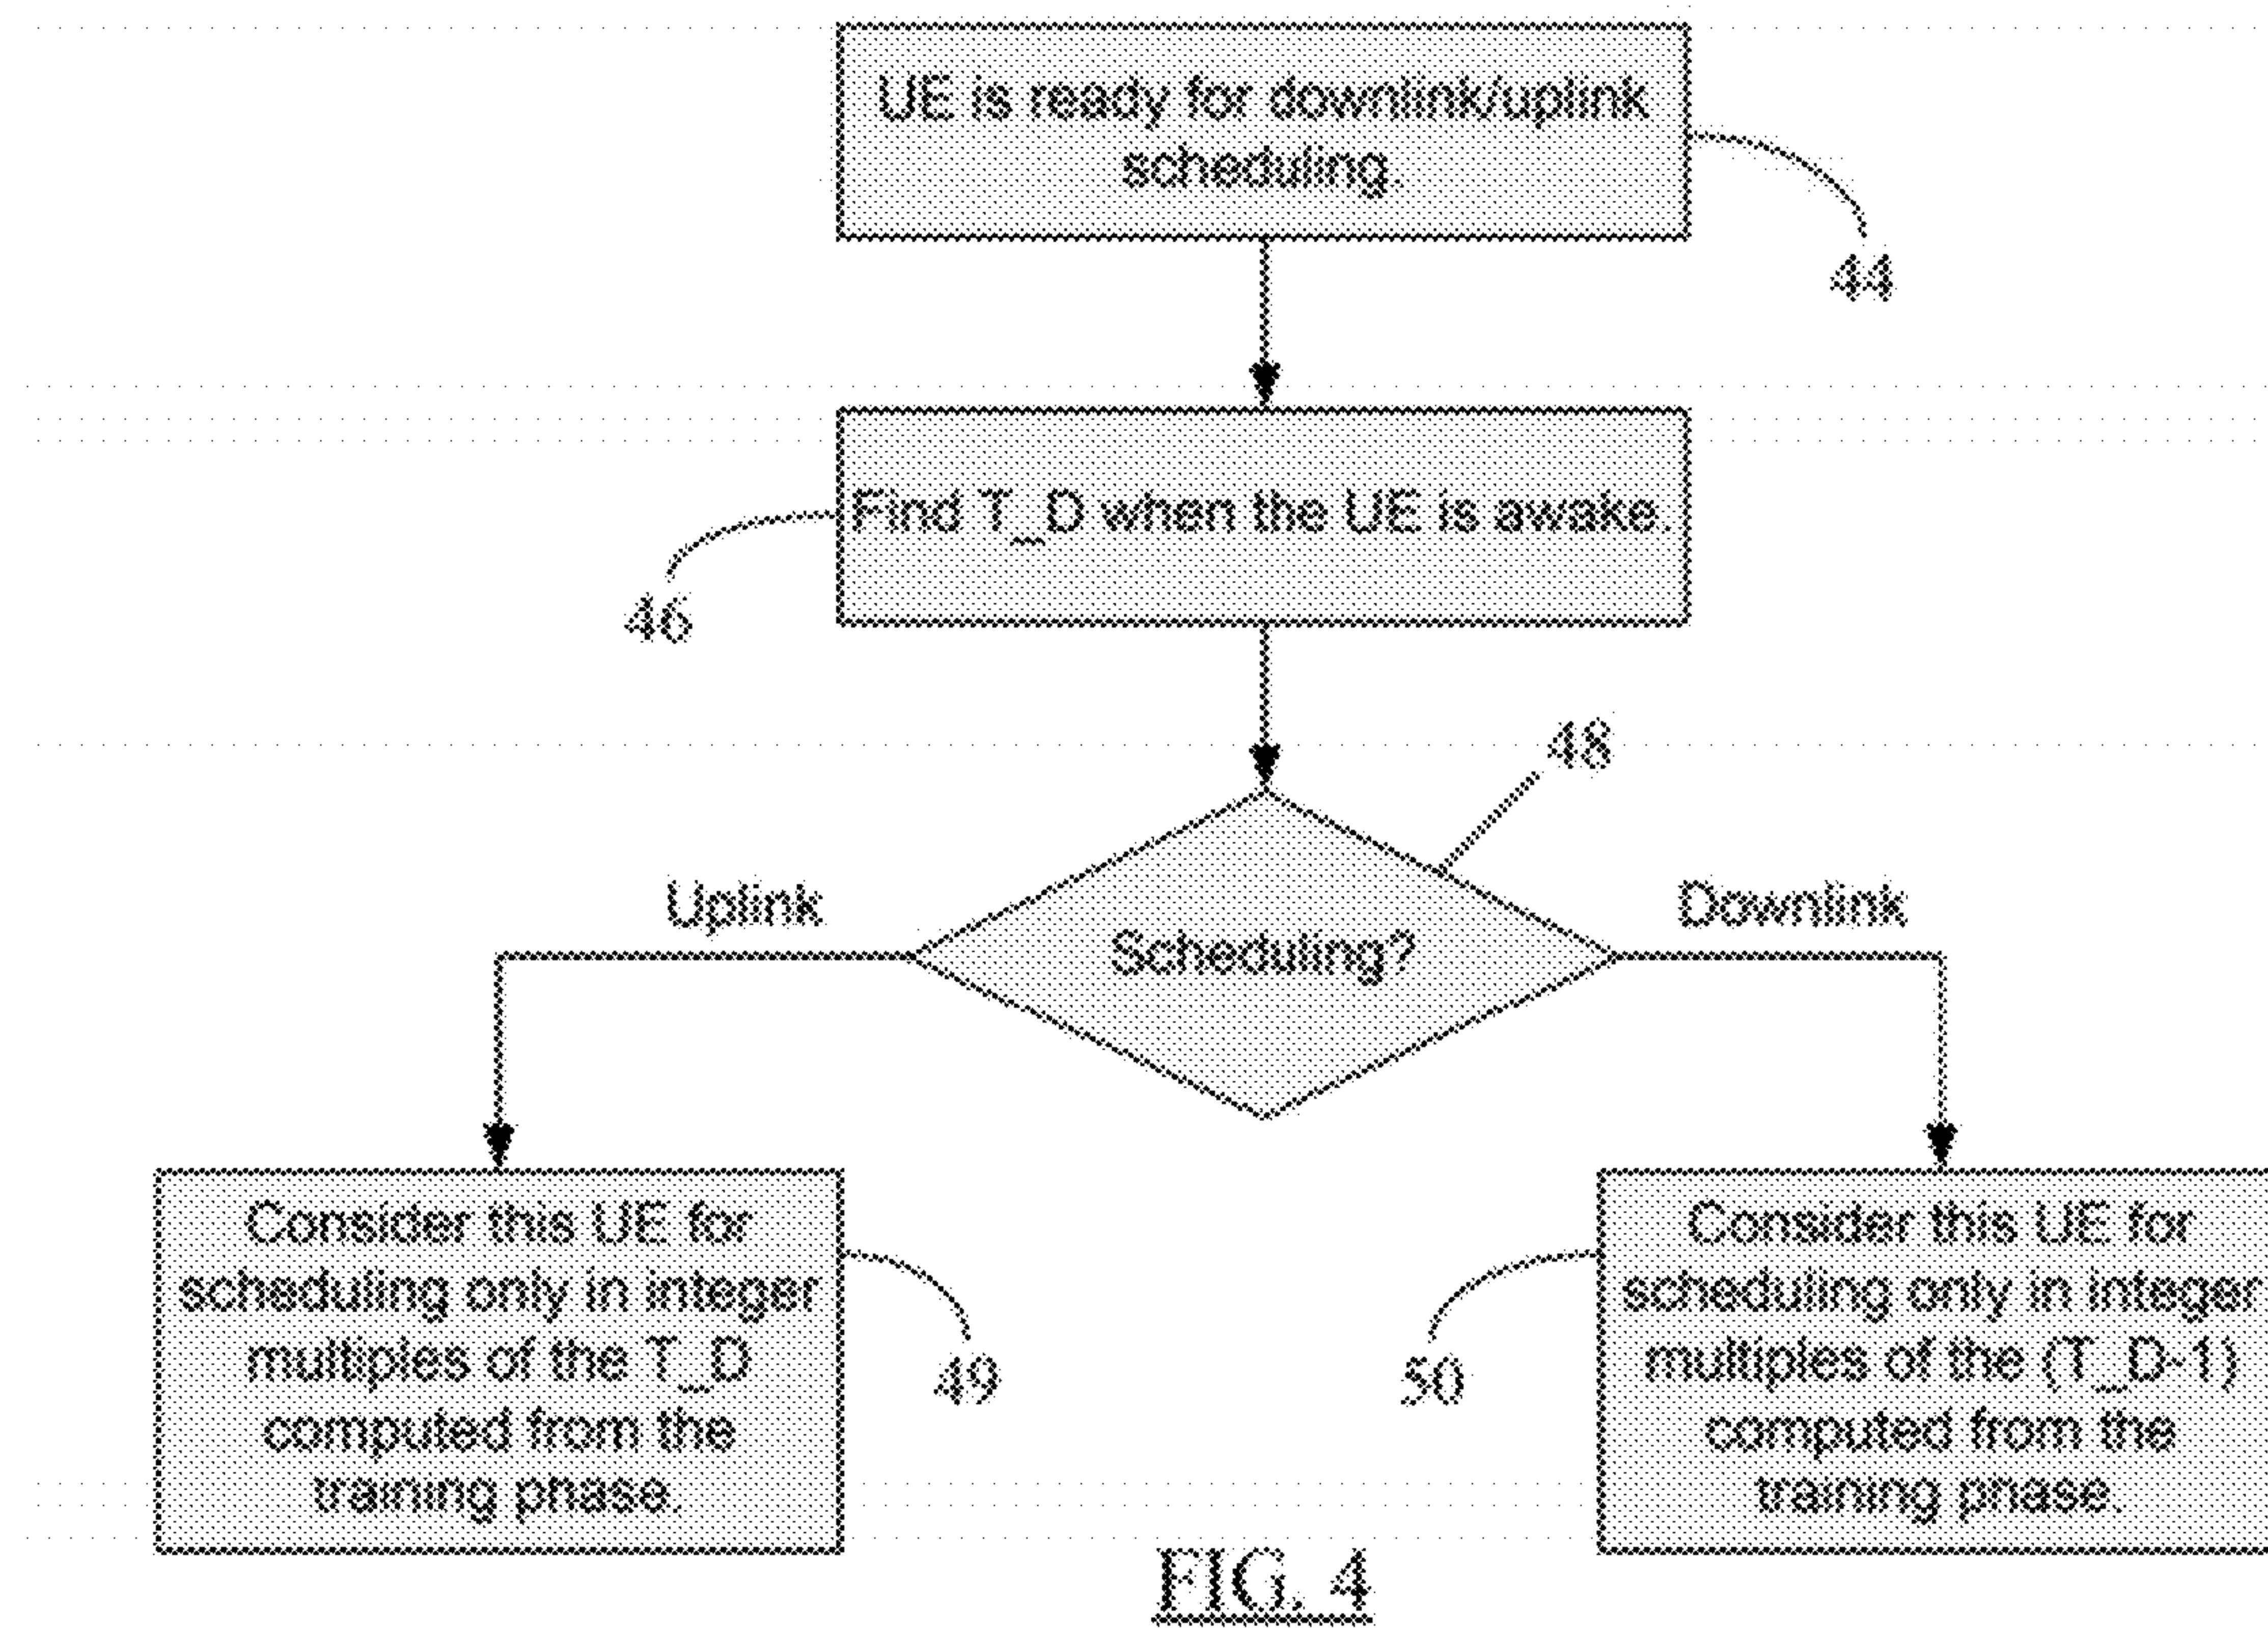 UE is ready for downlink/uplink
scheduling.
44
Find T_D when the UE is awake.
46
48
Uplink
Downlink
Scheduling?
Consider this UE for
scheduling only in integer
multiples of the T_D
computed from the
training phase.
49
Consider this UE for
scheduling only in integer
multiples of the (T_D-1)
computed from the
training phase.
50
FIG. 4